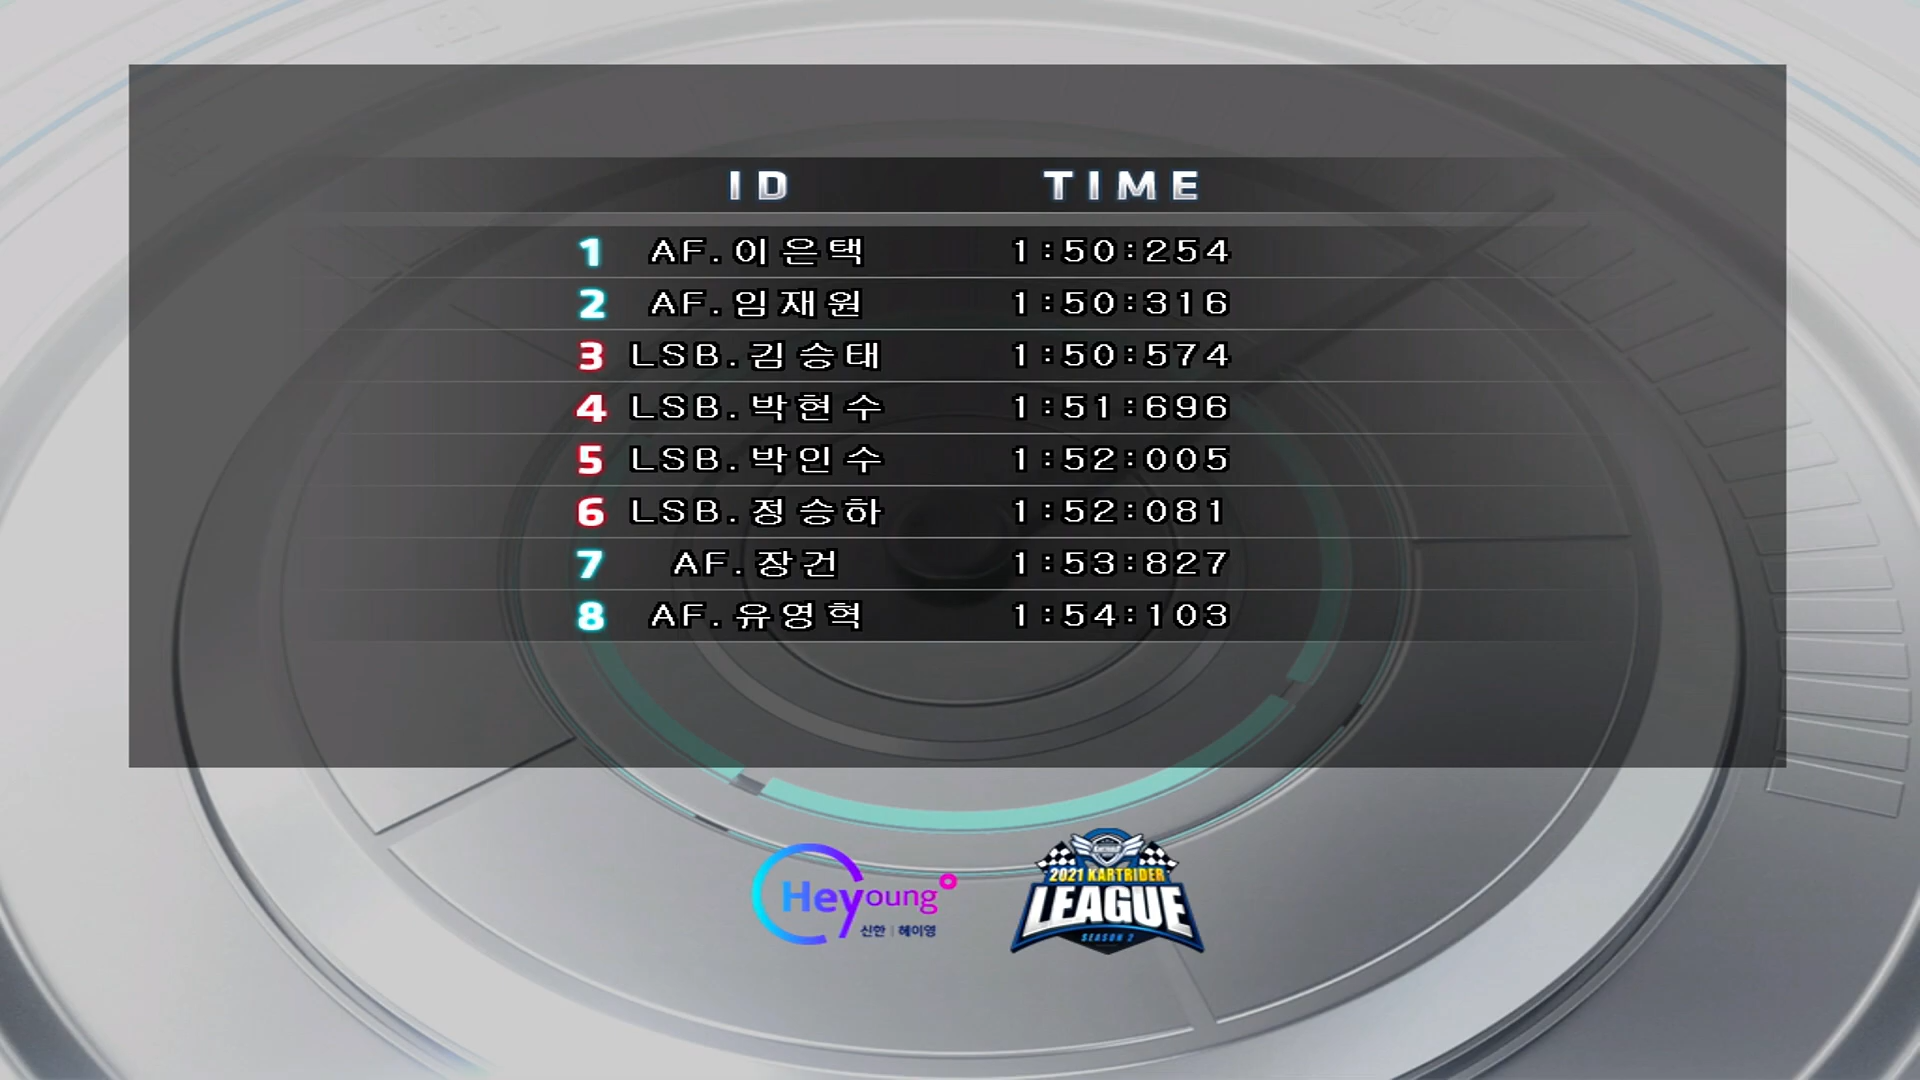 ID TIME
1 AF.이은택 1:50:254
2 AF.임재원 1:50:316
3 LSB.김승태 1:50:574
4 LSB.박현수 1:51:696
5 LSB.박인수 1:52:005
6 LSB.정승하 1:52:081
7 AF.장건 1:53:827
8 AF.유영혁 1:54:103
Heyoung
신한 | 헤이영
2021 KARTRIDER
LEAGUE
SEASON 2